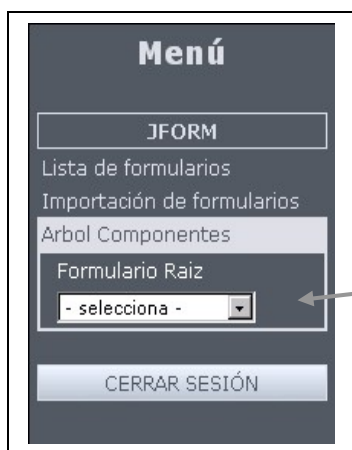 Menú
JFORM
Lista de formularios
Importación de formularios
Arbol Componentes
Formulario Raiz
- selecciona -
CERRAR SESIÓN